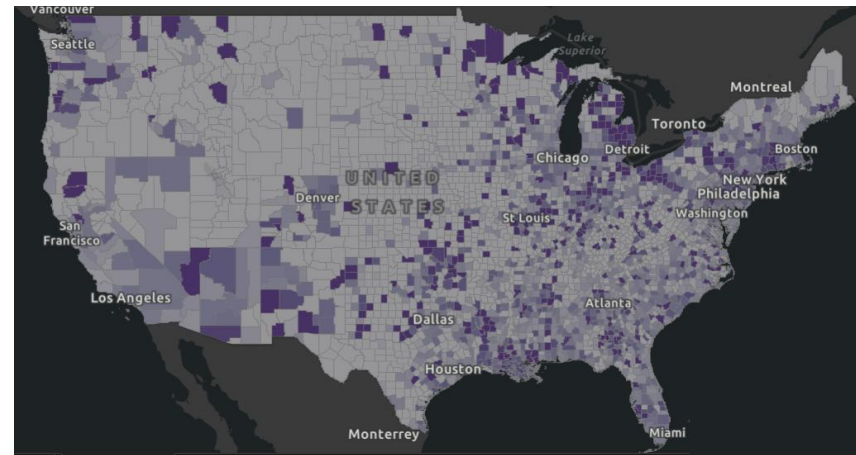 Vancouver
Seattle
Lake
Superior
Montreal
Toronto
Detroit
Boston
Chicago
New York
Philadelphia
Washington
UNITED
STATES
Denver
St Louis
San
Francisco
Los Angeles
Atlanta
Dallas
Houston
Monterrey
Miami